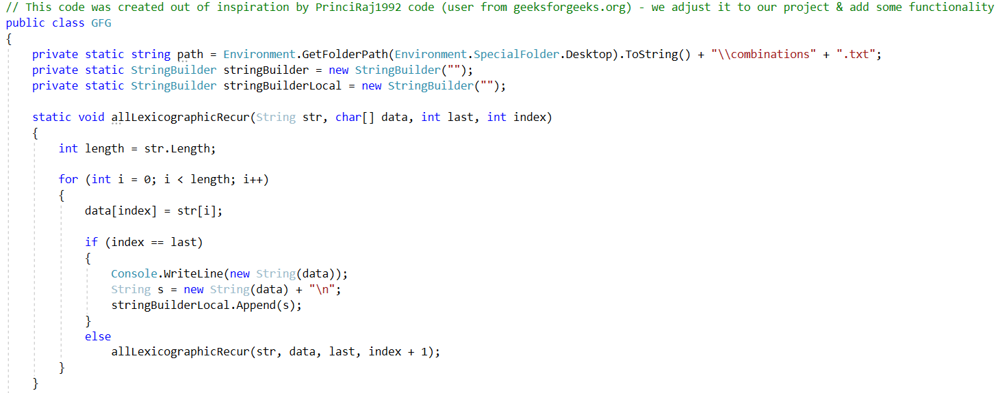 // This code was created out of inspiration by PrinciRaj1992 code (user from geeksforgeeks.org) - we adjust it to our project & add some functionality
public class GFG
{
    private static string path = Environment.GetFolderPath(Environment.SpecialFolder.Desktop).ToString() + "\\combinations" + ".txt";
    private static StringBuilder stringBuilder = new StringBuilder("");
    private static StringBuilder stringBuilderLocal = new StringBuilder("");

    static void allLexicographicRecur(String str, char[] data, int last, int index)
    {
        int length = str.Length;

        for (int i = 0; i < length; i++)
        {
            data[index] = str[i];

            if (index == last)
            {
                Console.WriteLine(new String(data));
                String s = new String(data) + "\n";
                stringBuilderLocal.Append(s);
            }
            else
                allLexicographicRecur(str, data, last, index + 1);
        }
    }